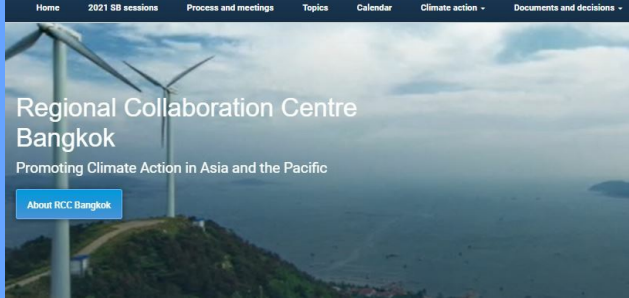 Home 2021 SB sessions Process and meetings Topics Calendar Climate action Documents and decisions
Regional Collaboration Centre
Bangkok
Promoting Climate Action in Asia and the Pacific
About RCC Bangkok